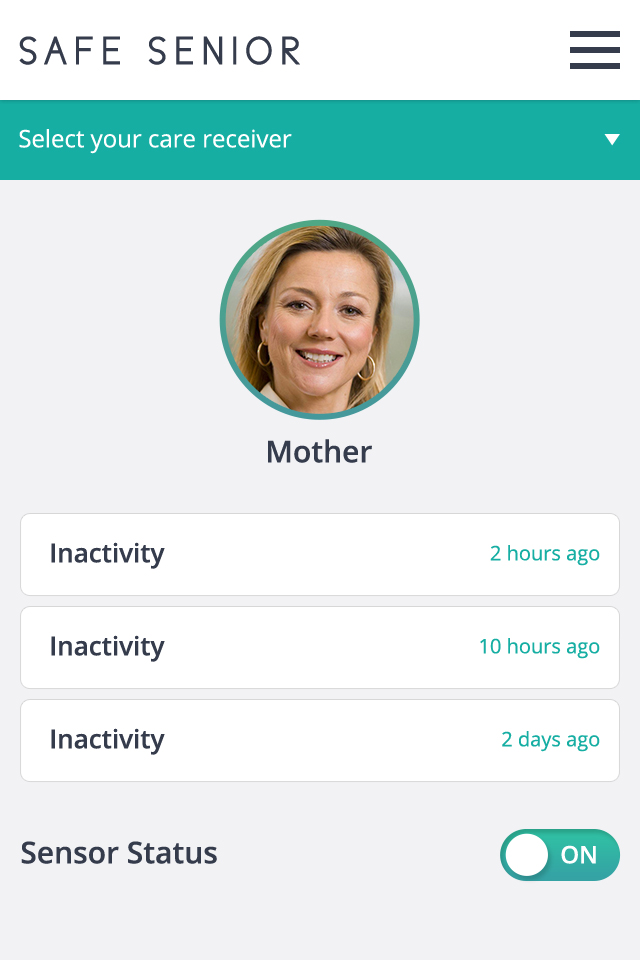 SAFE SENIOR
Select your care receiver
Mother
Inactivity 2 hours ago
Inactivity 10 hours ago
Inactivity 2 days ago
Sensor Status ON